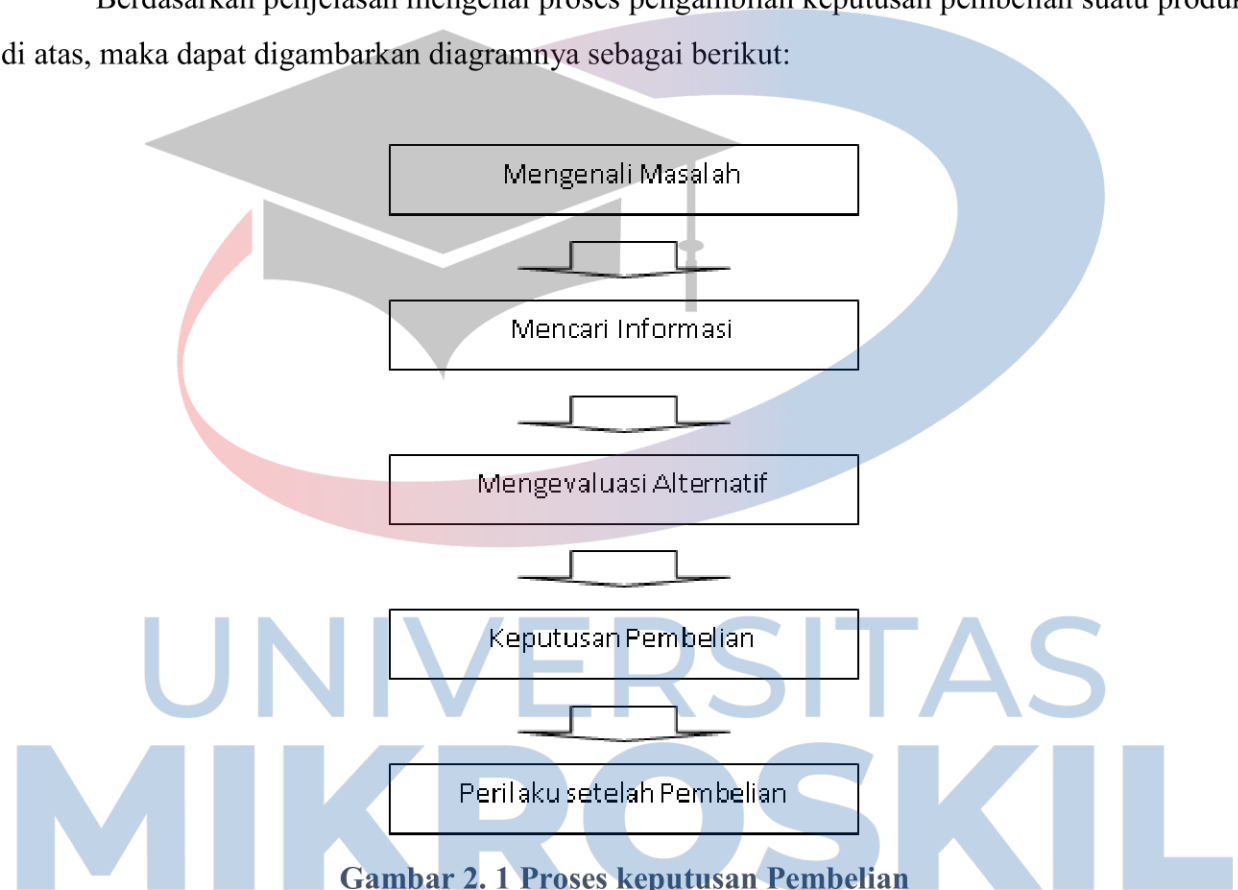 Berdasarkan penjelasan mengenai proses pengambilan keputusan pembelian suatu produk
di atas, maka dapat digambarkan diagramnya sebagai berikut:
Mengenali Masalah
Mencari Informasi
Mengevaluasi Alternatif
Keputusan Pembelian
Perilaku setelah Pembelian
Gambar 2. 1 Proses keputusan Pembelian
UNIVERSITAS
MIKROSKIL